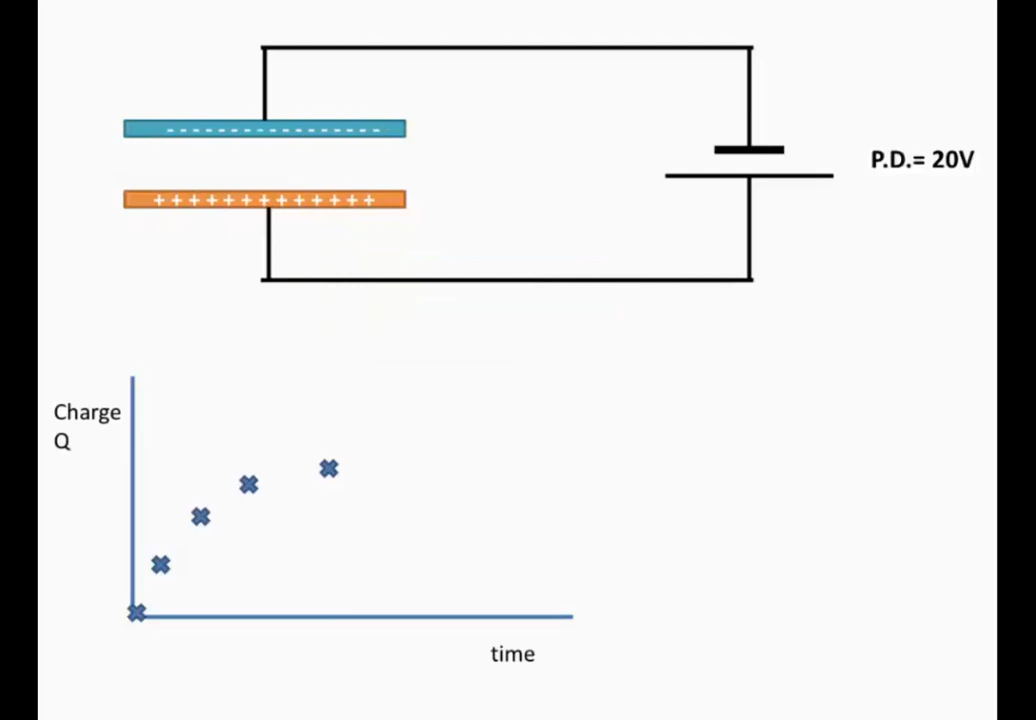 - - - - - - - - - - - - - - - - -
P.D.= 20V
+ + + + + + + + + + + + +
Charge
Q
time